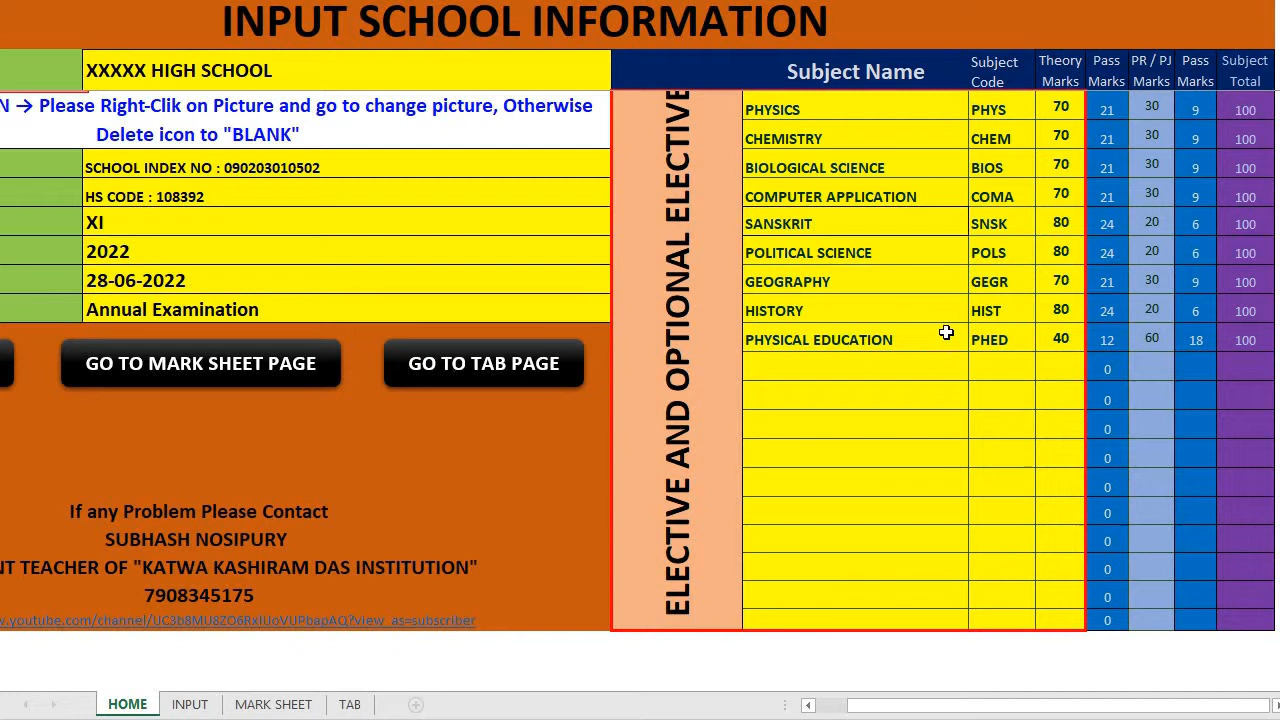 INPUT SCHOOL INFORMATION
XXXXX HIGH SCHOOL
N → Please Right-Clik on Picture and go to change picture, Otherwise
Delete icon to "BLANK"
SCHOOL INDEX NO : 090203010502
HS CODE : 108392
XI
2022
28-06-2022
Annual Examination
GO TO MARK SHEET PAGE
GO TO TAB PAGE
If any Problem Please Contact
SUBHASH NOSIPURY
NT TEACHER OF "KATWA KASHIRAM DAS INSTITUTION"
7908345175
ELECTIVE AND OPTIONAL ELECTIVE
Subject Name Subject Code Theory Marks Pass Marks PR / PJ Marks Pass Marks Subject Total
PHYSICS PHYS 70 21 30 9 100
CHEMISTRY CHEM 70 21 30 9 100
BIOLOGICAL SCIENCE BIOS 70 21 30 9 100
COMPUTER APPLICATION COMA 70 21 30 9 100
SANSKRIT SNSK 80 24 20 6 100
POLITICAL SCIENCE POLS 80 24 20 6 100
GEOGRAPHY GEGR 70 21 30 9 100
HISTORY HIST 80 24 20 6 100
PHYSICAL EDUCATION PHED 40 12 60 18 100
0
0
0
0
0
0
0
0
0
0
HOME INPUT MARK SHEET TAB